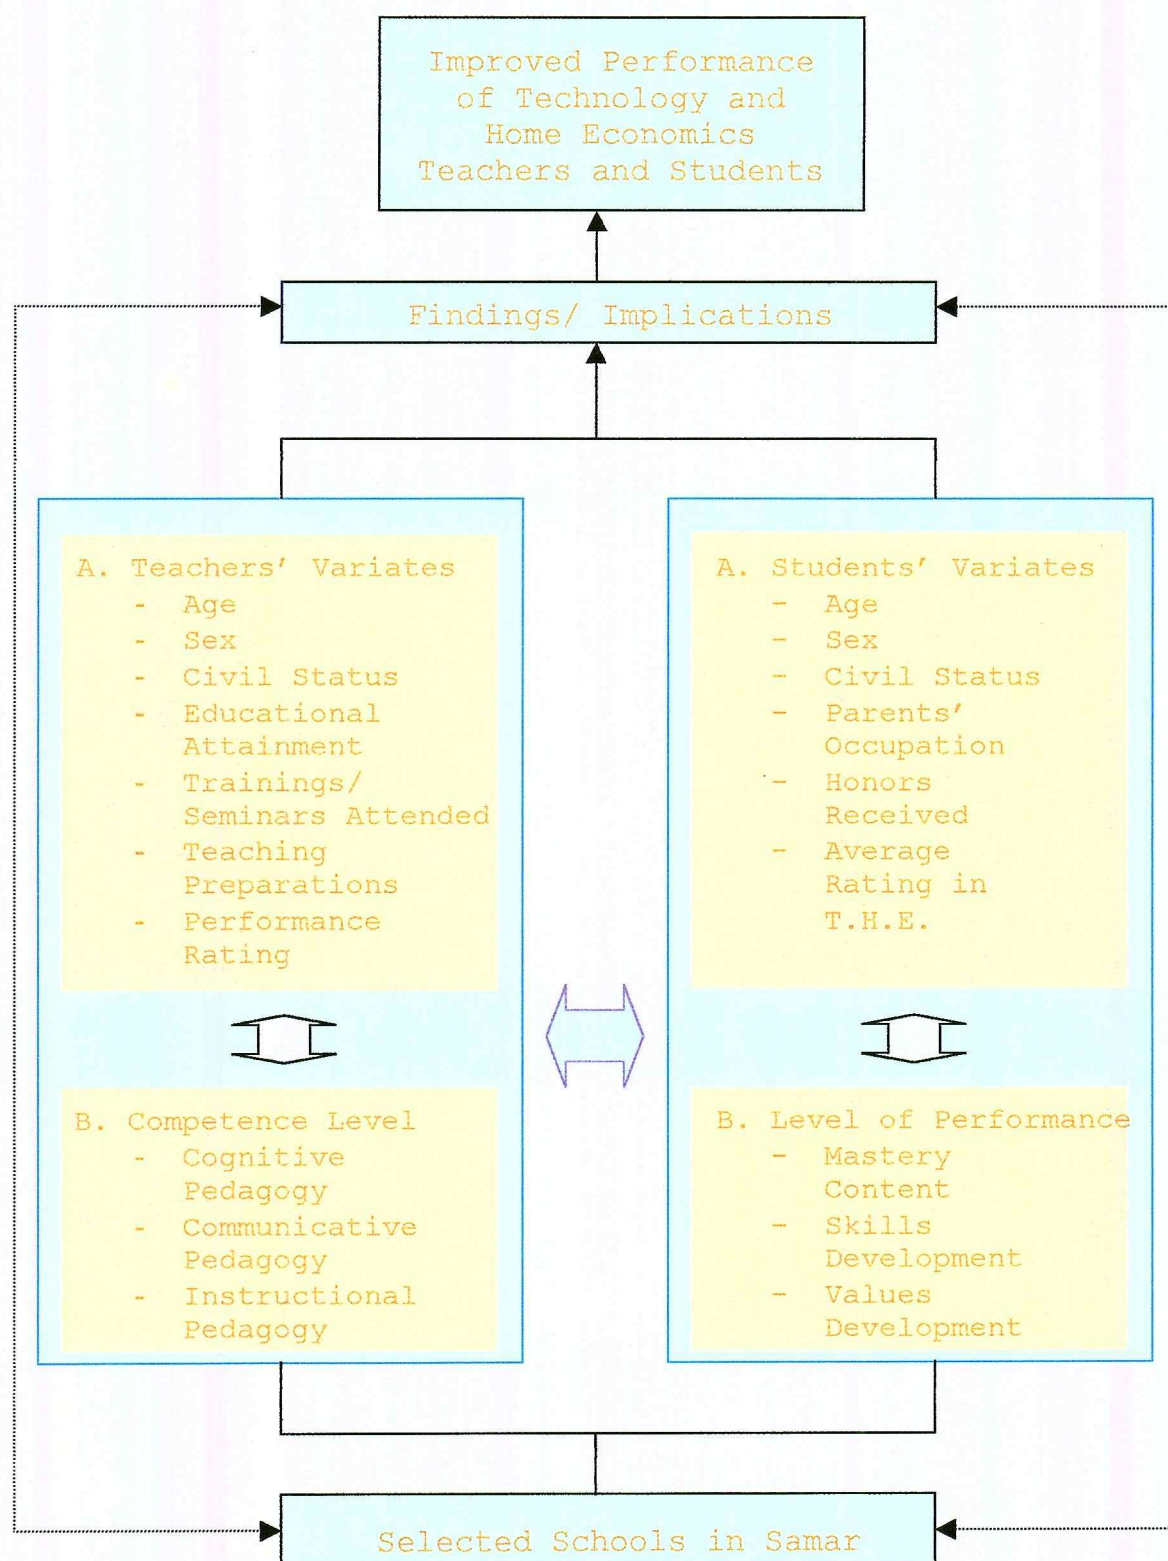 Improved Performance
of Technology and
Home Economics
Teachers and Students
Findings/ Implications
A. Teachers' Variates
- Age
- Sex
- Civil Status
- Educational
Attainment
- Trainings/
Seminars Attended
- Teaching
Preparations
- Performance
Rating
B. Competence Level
- Cognitive
Pedagogy
- Communicative
Pedagogy
- Instructional
Pedagogy
A. Students' Variates
- Age
- Sex
- Civil Status
- Parents'
Occupation
- Honors
Received
- Average
Rating in
T.H.E.
B. Level of Performance
- Mastery
Content
- Skills
Development
- Values
Development
Selected Schools in Samar